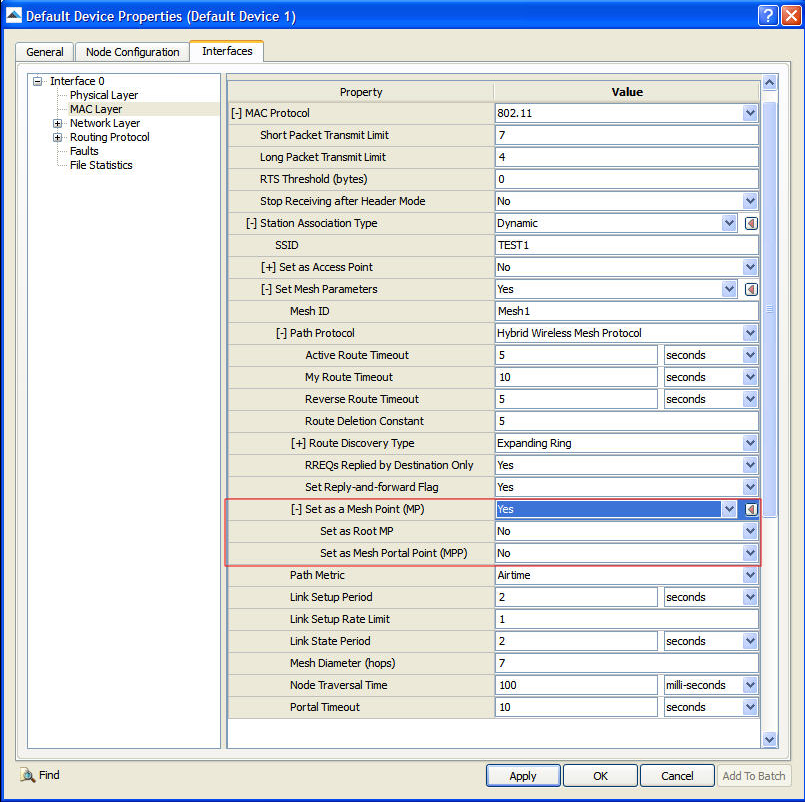 Default Device Properties (Default Device 1)
General Node Configuration Interfaces
Interface 0
Physical Layer
MAC Layer
Network Layer
Routing Protocol
Faults
File Statistics
Property Value
[-] MAC Protocol 802.11
Short Packet Transmit Limit 7
Long Packet Transmit Limit 4
RTS Threshold (bytes) 0
Stop Receiving after Header Mode No
[-] Station Association Type Dynamic
SSID TEST1
[+] Set as Access Point No
[-] Set Mesh Parameters Yes
Mesh ID Mesh1
[-] Path Protocol Hybrid Wireless Mesh Protocol
Active Route Timeout 5 seconds
My Route Timeout 10 seconds
Reverse Route Timeout 5 seconds
Route Deletion Constant 5
[+] Route Discovery Type Expanding Ring
RREQs Replied by Destination Only Yes
Set Reply-and-forward Flag Yes
[-] Set as a Mesh Point (MP) Yes
Set as Root MP No
Set as Mesh Portal Point (MPP) No
Path Metric Airtime
Link Setup Period 2 seconds
Link Setup Rate Limit 1
Link State Period 2 seconds
Mesh Diameter (hops) 7
Node Traversal Time 100 milli-seconds
Portal Timeout 10 seconds
Find Apply OK Cancel Add To Batch